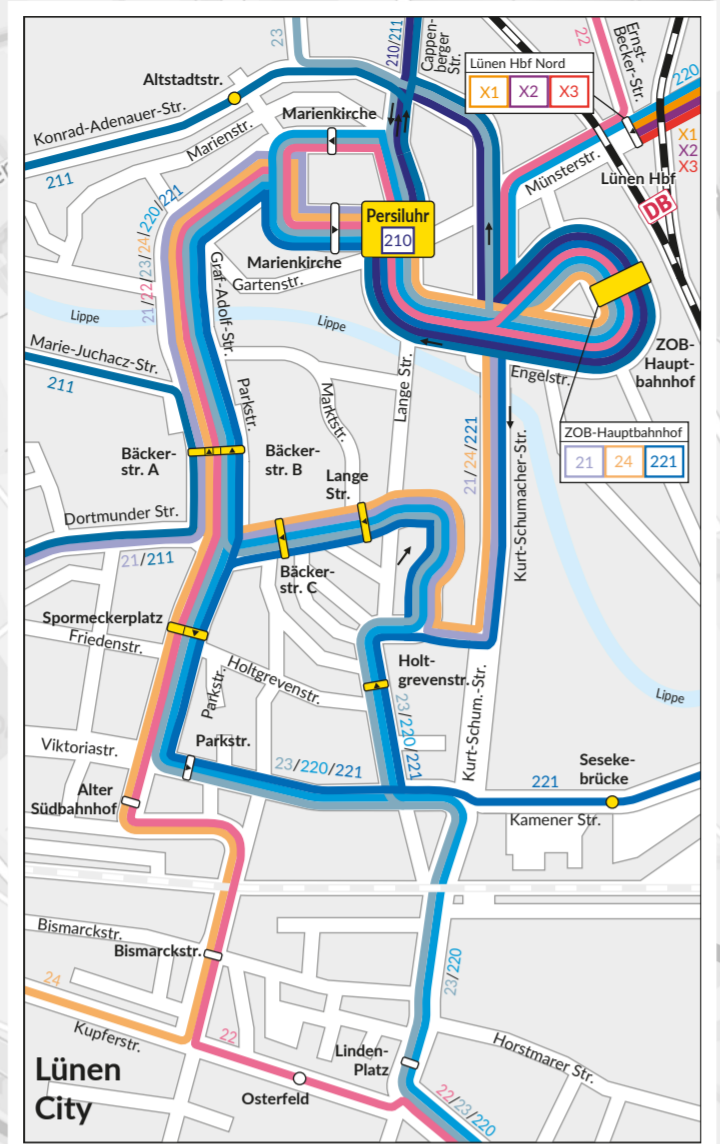 23
210/211
Cappen-
berger
Str.
22
Ernst-
Becker-Str.
Lünen Hbf Nord
X1 X2 X3
220
X1
X2
X3
Altstadtstr.
Konrad-Adenauer-Str.
211
Marienkirche
Marienstr.
Münsterstr.
Lünen Hbf
DB
21/22/23/24/220/221
Persiluhr
210
Marienkirche
Gartenstr.
Graf-Adolf-Str.
Lippe
Lippe
Marie-Juchacz-Str.
211
Parkstr.
Marktstr.
Lange Str.
Engelstr.
ZOB-
Haupt-
bahnhof
ZOB-Hauptbahnhof
21 24 221
21/24/221
Kurt-Schumacher-Str.
Bäcker-
str. A
Bäcker-
str. B
Lange
Str.
Dortmunder Str.
21/211
Bäcker-
str. C
Spormeckerplatz
Friedenstr.
Holtgrevenstr.
Parkstr.
Holt-
grevenstr.
23/220/221
Kurt-Schum.-Str.
Lippe
Viktoriastr.
Parkstr.
23/220/221
Seseke-
brücke
221
Kamener Str.
Alter
Südbahnhof
Bismarckstr.
Bismarckstr.
23/220
24
Kupferstr.
22
Linden-
Platz
Horstmarer Str.
Osterfeld
22/23/220
Lünen
City